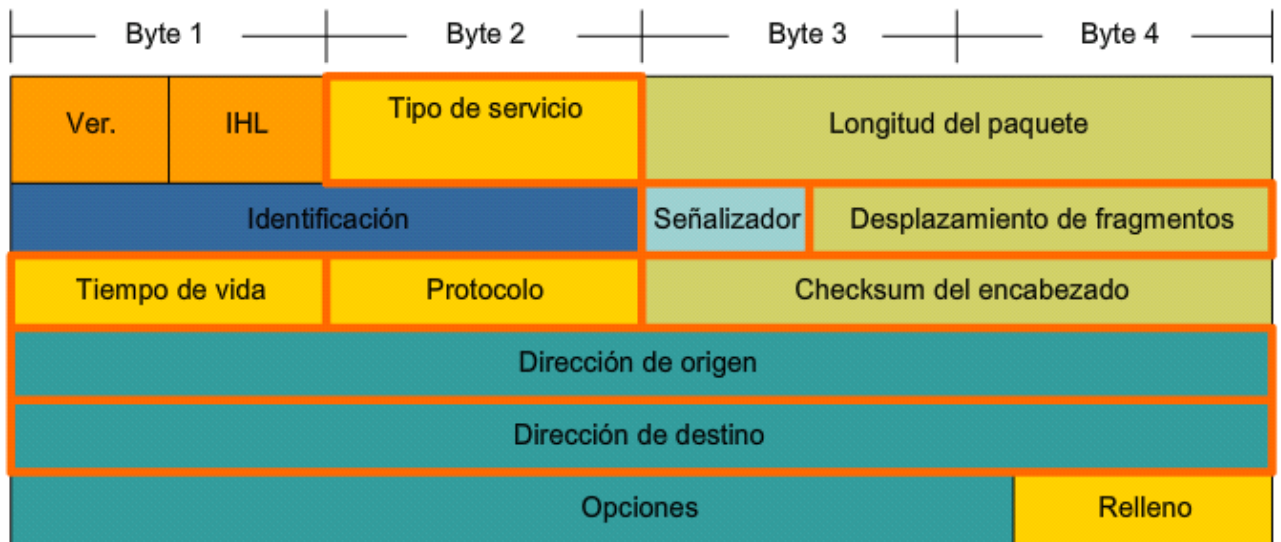 Byte 1 Byte 2 Byte 3 Byte 4
Ver. IHL Tipo de servicio Longitud del paquete
Identificación Señalizador Desplazamiento de fragmentos
Tiempo de vida Protocolo Checksum del encabezado
Dirección de origen
Dirección de destino
Opciones Relleno